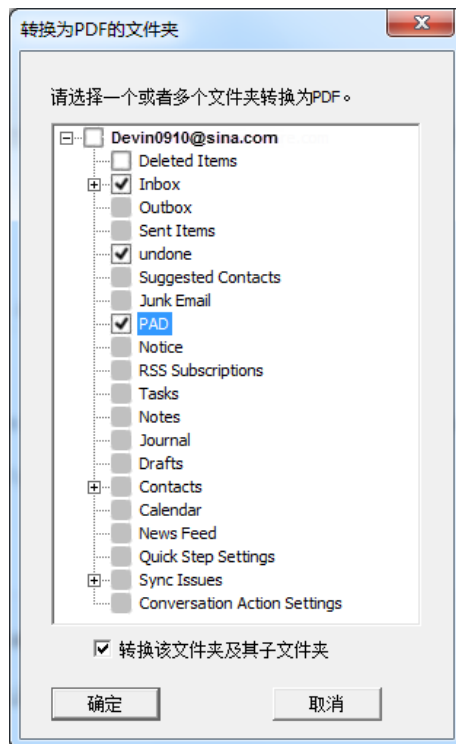 转换为PDF的文件夹
请选择一个或者多个文件夹转换为PDF。
Devin0910@sina.com
Deleted Items
Inbox
Outbox
Sent Items
undone
Suggested Contacts
Junk Email
PAD
Notice
RSS Subscriptions
Tasks
Notes
Journal
Drafts
Contacts
Calendar
News Feed
Quick Step Settings
Sync Issues
Conversation Action Settings
转换该文件夹及其子文件夹
确定 取消